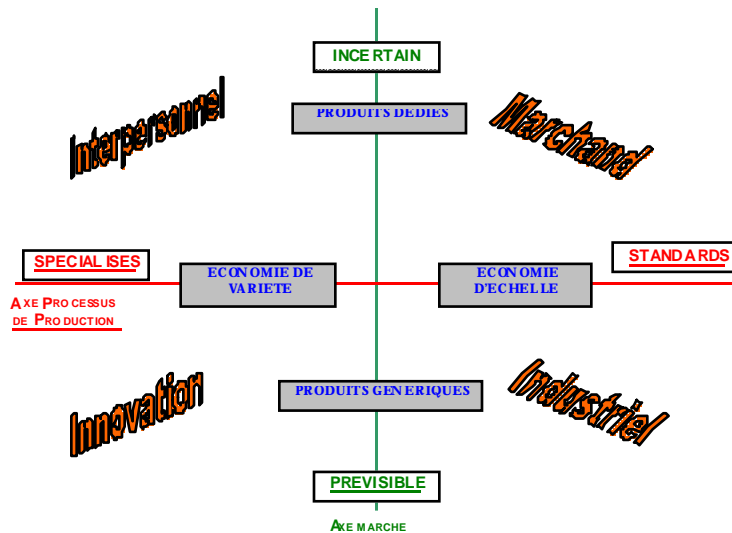 INCERTAIN
PRODUITS DEDIES
Interpersonnel
Marchand
SPECIALISES
STANDARDS
ECONOMIE DE
VARIETE
ECONOMIE
D'ECHELLE
AXE PROCESSUS
DE PRODUCTION
PRODUITS GENERIQUES
Innovation
Industriel
PREVISIBLE
AXE MARCHE